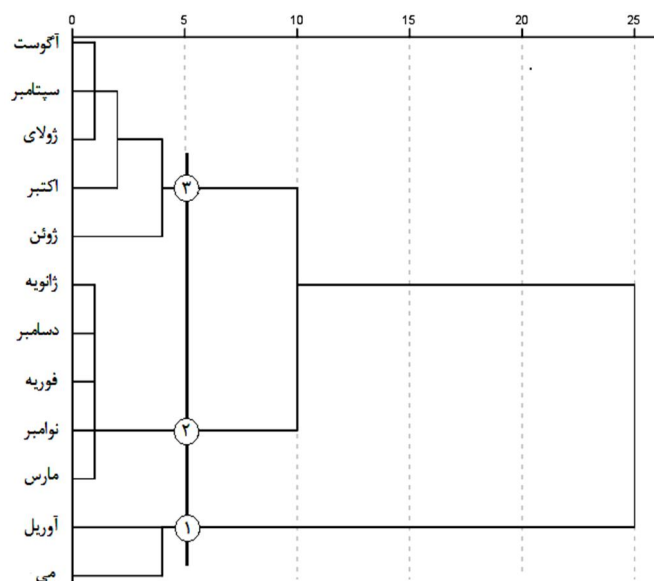 0 5 10 15 20 25
آگوست
سپتامبر
ژولای
اکتبر
۳
ژوئن
ژانویه
دسامبر
فوریه
نوامبر
۲
مارس
آوریل
۱
می